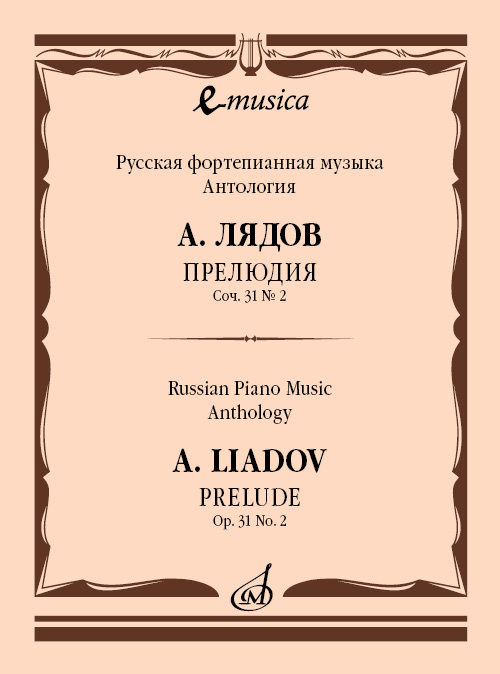 e-musica
Русская фортепианная музыка
Антология
А. ЛЯДОВ
ПРЕЛЮДИЯ
Соч. 31 № 2
Russian Piano Music
Anthology
A. LIADOV
PRELUDE
Op. 31 No. 2
М